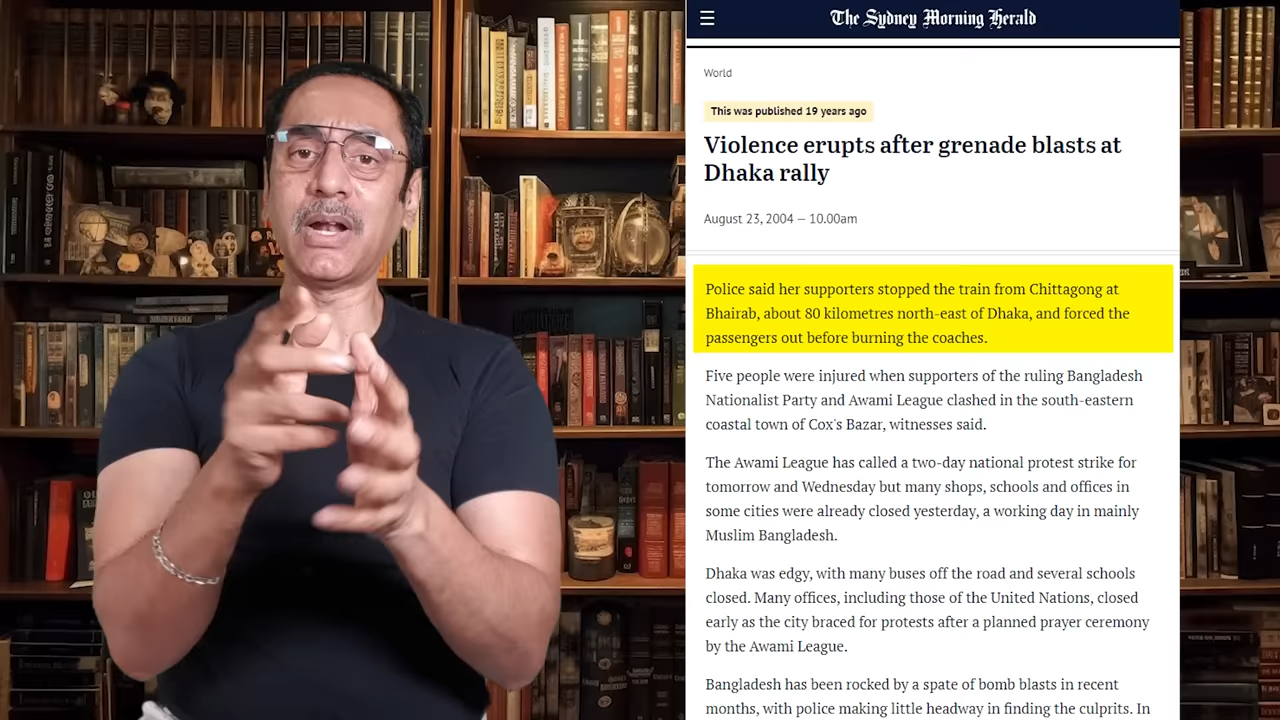 The Sydney Morning Herald
World
This was published 19 years ago
Violence erupts after grenade blasts at
Dhaka rally
August 23, 2004 — 10.00am
Police said her supporters stopped the train from Chittagong at
Bhairab, about 80 kilometres north-east of Dhaka, and forced the
passengers out before burning the coaches.
Five people were injured when supporters of the ruling Bangladesh
Nationalist Party and Awami League clashed in the south-eastern
coastal town of Cox's Bazar, witnesses said.
The Awami League has called a two-day national protest strike for
tomorrow and Wednesday but many shops, schools and offices in
some cities were already closed yesterday, a working day in mainly
Muslim Bangladesh.
Dhaka was edgy, with many buses off the road and several schools
closed. Many offices, including those of the United Nations, closed
early as the city braced for protests after a planned prayer ceremony
by the Awami League.
Bangladesh has been rocked by a spate of bomb blasts in recent
months, with police making little headway in finding the culprits. In